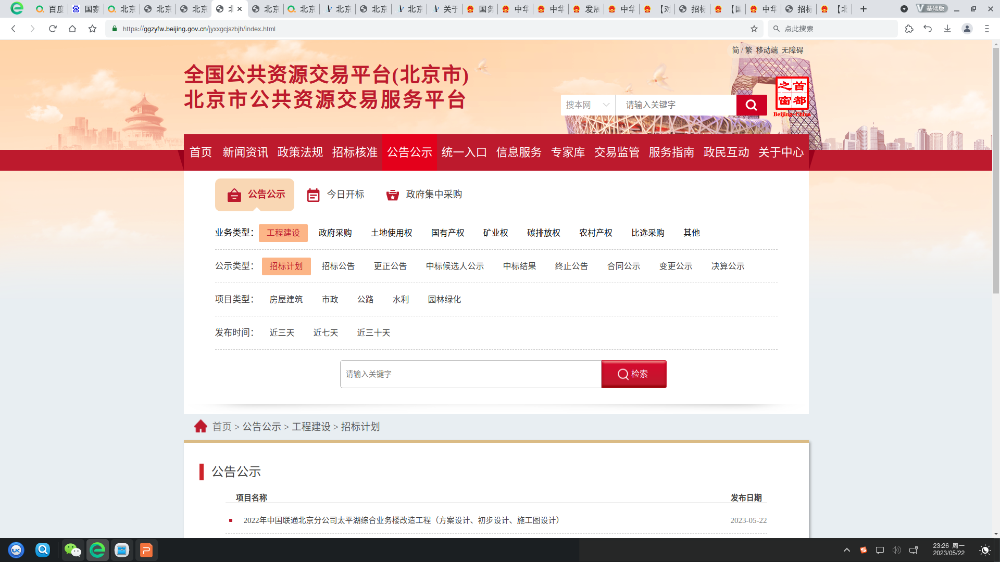 百度
国家
北京
北京
北京
北
北京
北京
北京
北京
北京
关于
国务
中华
中华
发展
中华
【对
招标
【国
中华
招标
【北
基础版
https://ggzyfw.beijing.gov.cn/jyxxgcjszbjh/index.html
点此搜索
简 / 繁 移动端 无障碍
全国公共资源交易平台(北京市)
北京市公共资源交易服务平台
搜本网
请输入关键字
首都之窗
Beijing-China
首页 新闻资讯 政策法规 招标核准 公告公示 统一入口 信息服务 专家库 交易监管 服务指南 政民互动 关于中心
公告公示 今日开标 政府集中采购
业务类型： 工程建设 政府采购 土地使用权 国有产权 矿业权 碳排放权 农村产权 比选采购 其他
公示类型： 招标计划 招标公告 更正公告 中标候选人公示 中标结果 终止公告 合同公示 变更公示 决算公示
项目类型： 房屋建筑 市政 公路 水利 园林绿化
发布时间： 近三天 近七天 近三十天
请输入关键字 检索
首页 > 公告公示 > 工程建设 > 招标计划
公告公示
项目名称 发布日期
2022年中国联通北京分公司太平湖综合业务楼改造工程（方案设计、初步设计、施工图设计） 2023-05-22
23:26 周一
2023/05/22